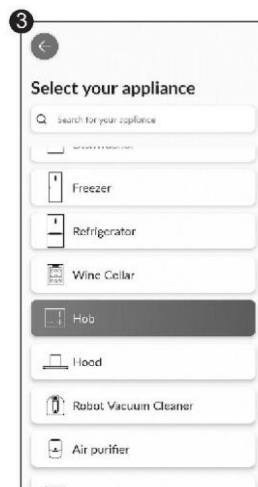 3
Select your appliance
Search for your appliance
Dishwasher
Freezer
Refrigerator
Wine Cellar
Hob
Hood
Robot Vacuum Cleaner
Air purifier